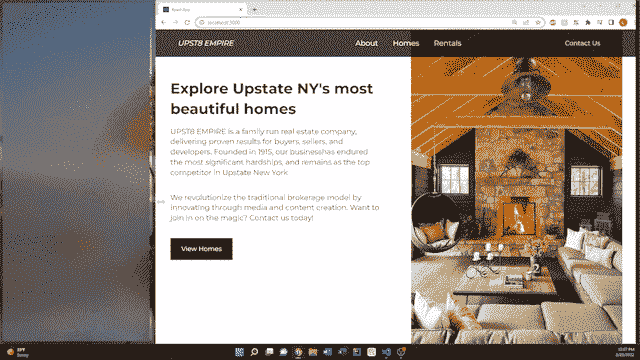 React App
localhost:3000
UPST8 EMPIRE
About
Homes
Rentals
Contact Us
Explore Upstate NY's most
beautiful homes
UPST8 EMPIRE is a family run real estate company,
delivering proven results for buyers, sellers, and
developers. Founded in 1915, our business has endured
the most significant hardships, and remains as the top
competitor in Upstate New York
We revolutionize the traditional brokerage model by
innovating through media and content creation. Want to
join in on the magic? Contact us today!
View Homes
Sunny